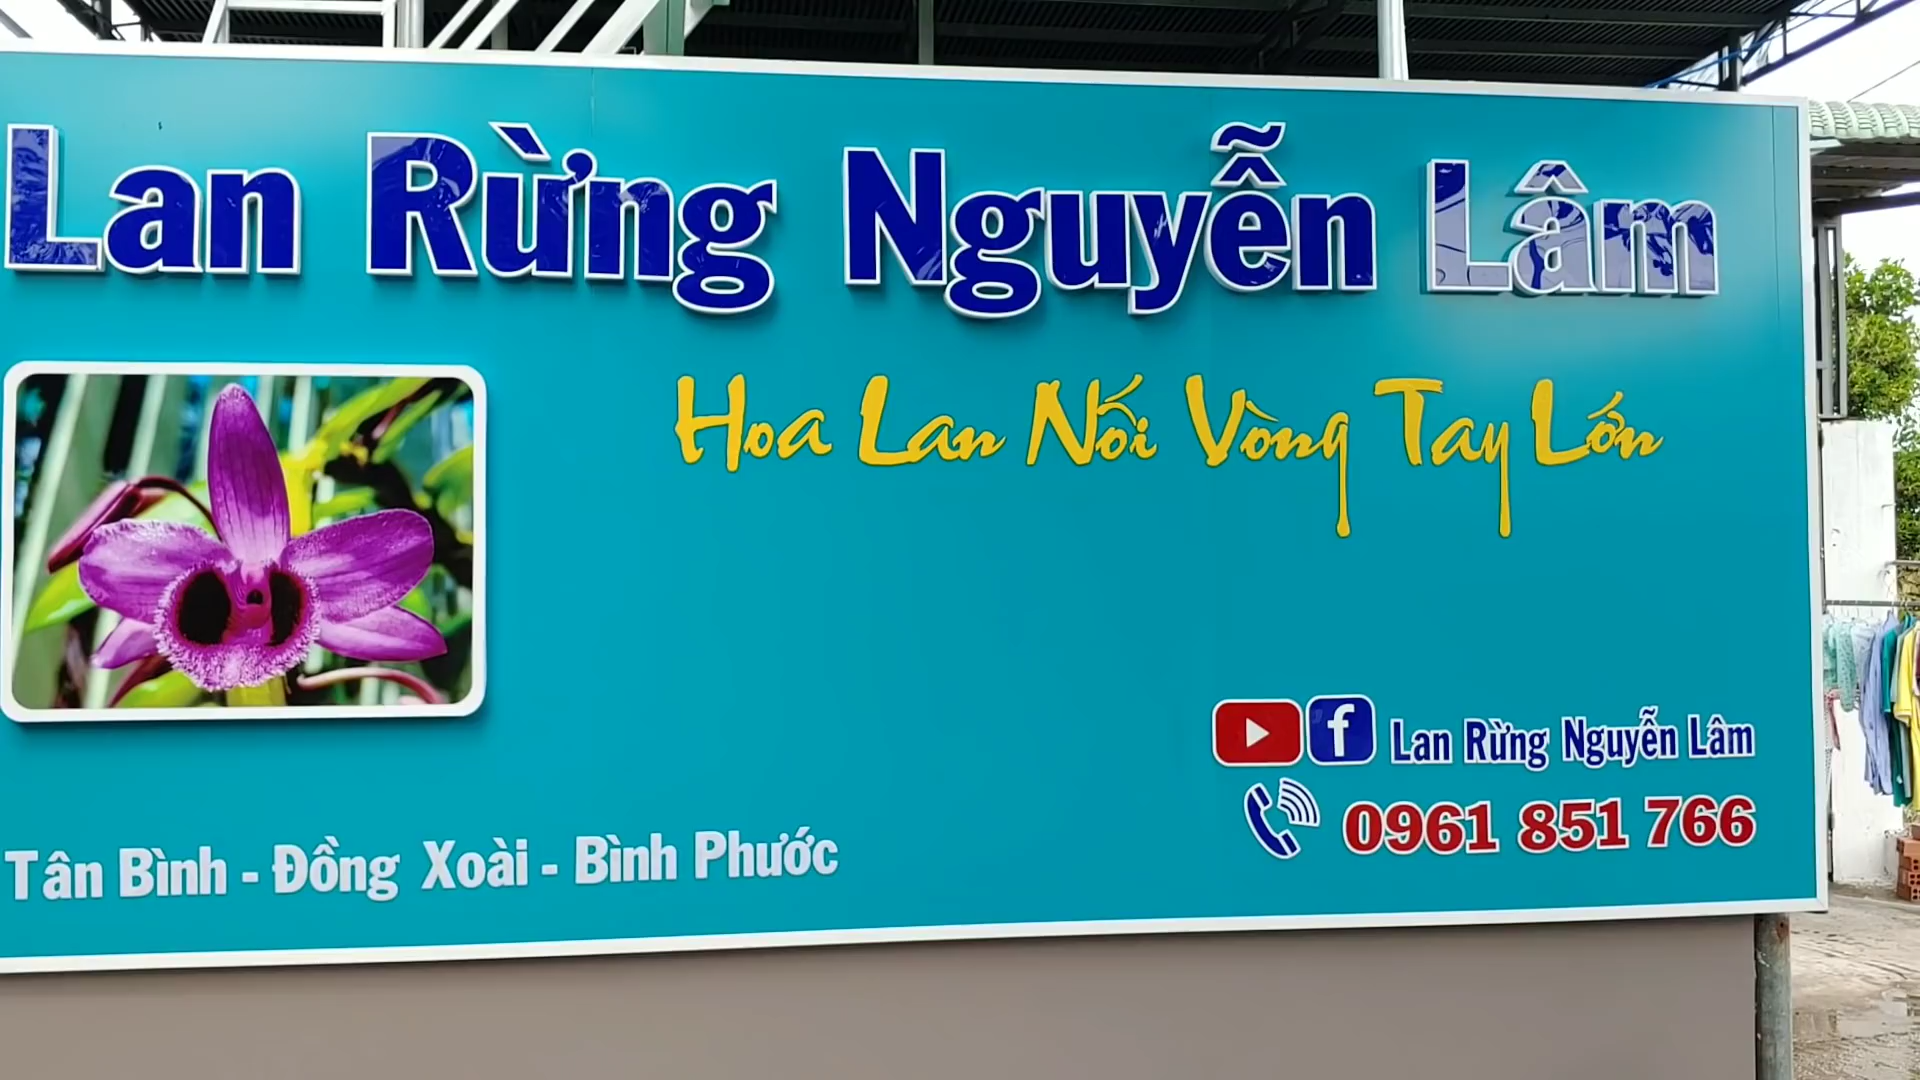 Lan Rừng Nguyễn Lâm
Hoa Lan Nối Vòng Tay Lớn
Lan Rừng Nguyễn Lâm
0961 851 766
Tân Bình - Đồng Xoài - Bình Phước